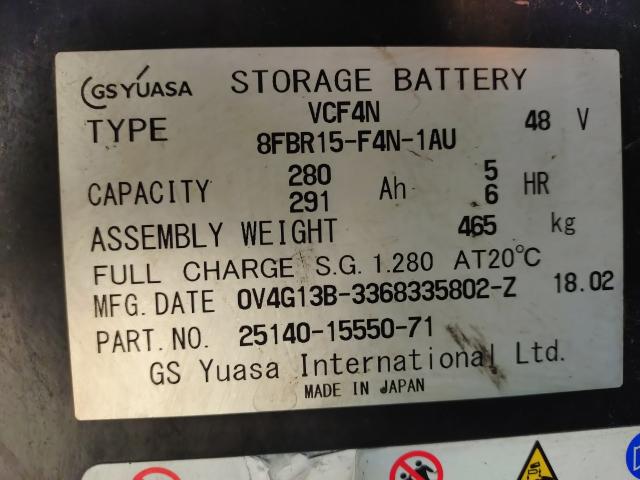 GS YUASA STORAGE BATTERY
TYPE VCF4N 48 V
8FBR15-F4N-1AU
CAPACITY 280 Ah 5 HR
291 6
ASSEMBLY WEIGHT 465 kg
FULL CHARGE S.G. 1.280 AT20℃
MFG. DATE 0V4G13B-3368335802-Z 18.02
PART. NO. 25140-15550-71
GS Yuasa International Ltd.
MADE IN JAPAN